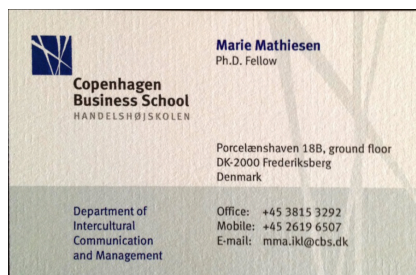 Copenhagen
Business School
HANDELSHØJSKOLEN
Marie Mathiesen
Ph.D. Fellow
Porcelænshaven 18B, ground floor
DK-2000 Frederiksberg
Denmark
Department of
Intercultural
Communication
and Management
Office: +45 3815 3292
Mobile: +45 2619 6507
E-mail: mma.ikl@cbs.dk